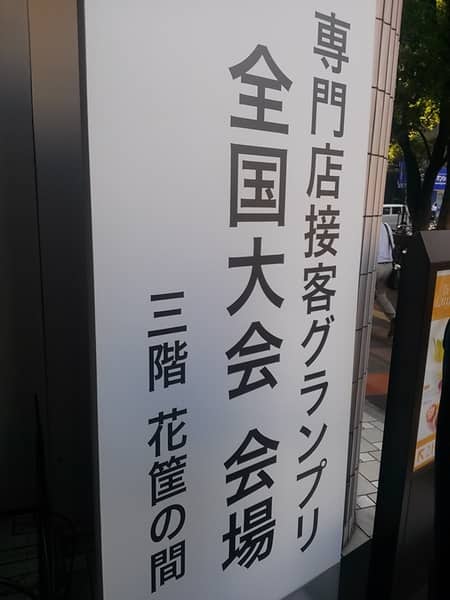 専門店接客グランプリ
全国大会 会場
三階 花筐の間